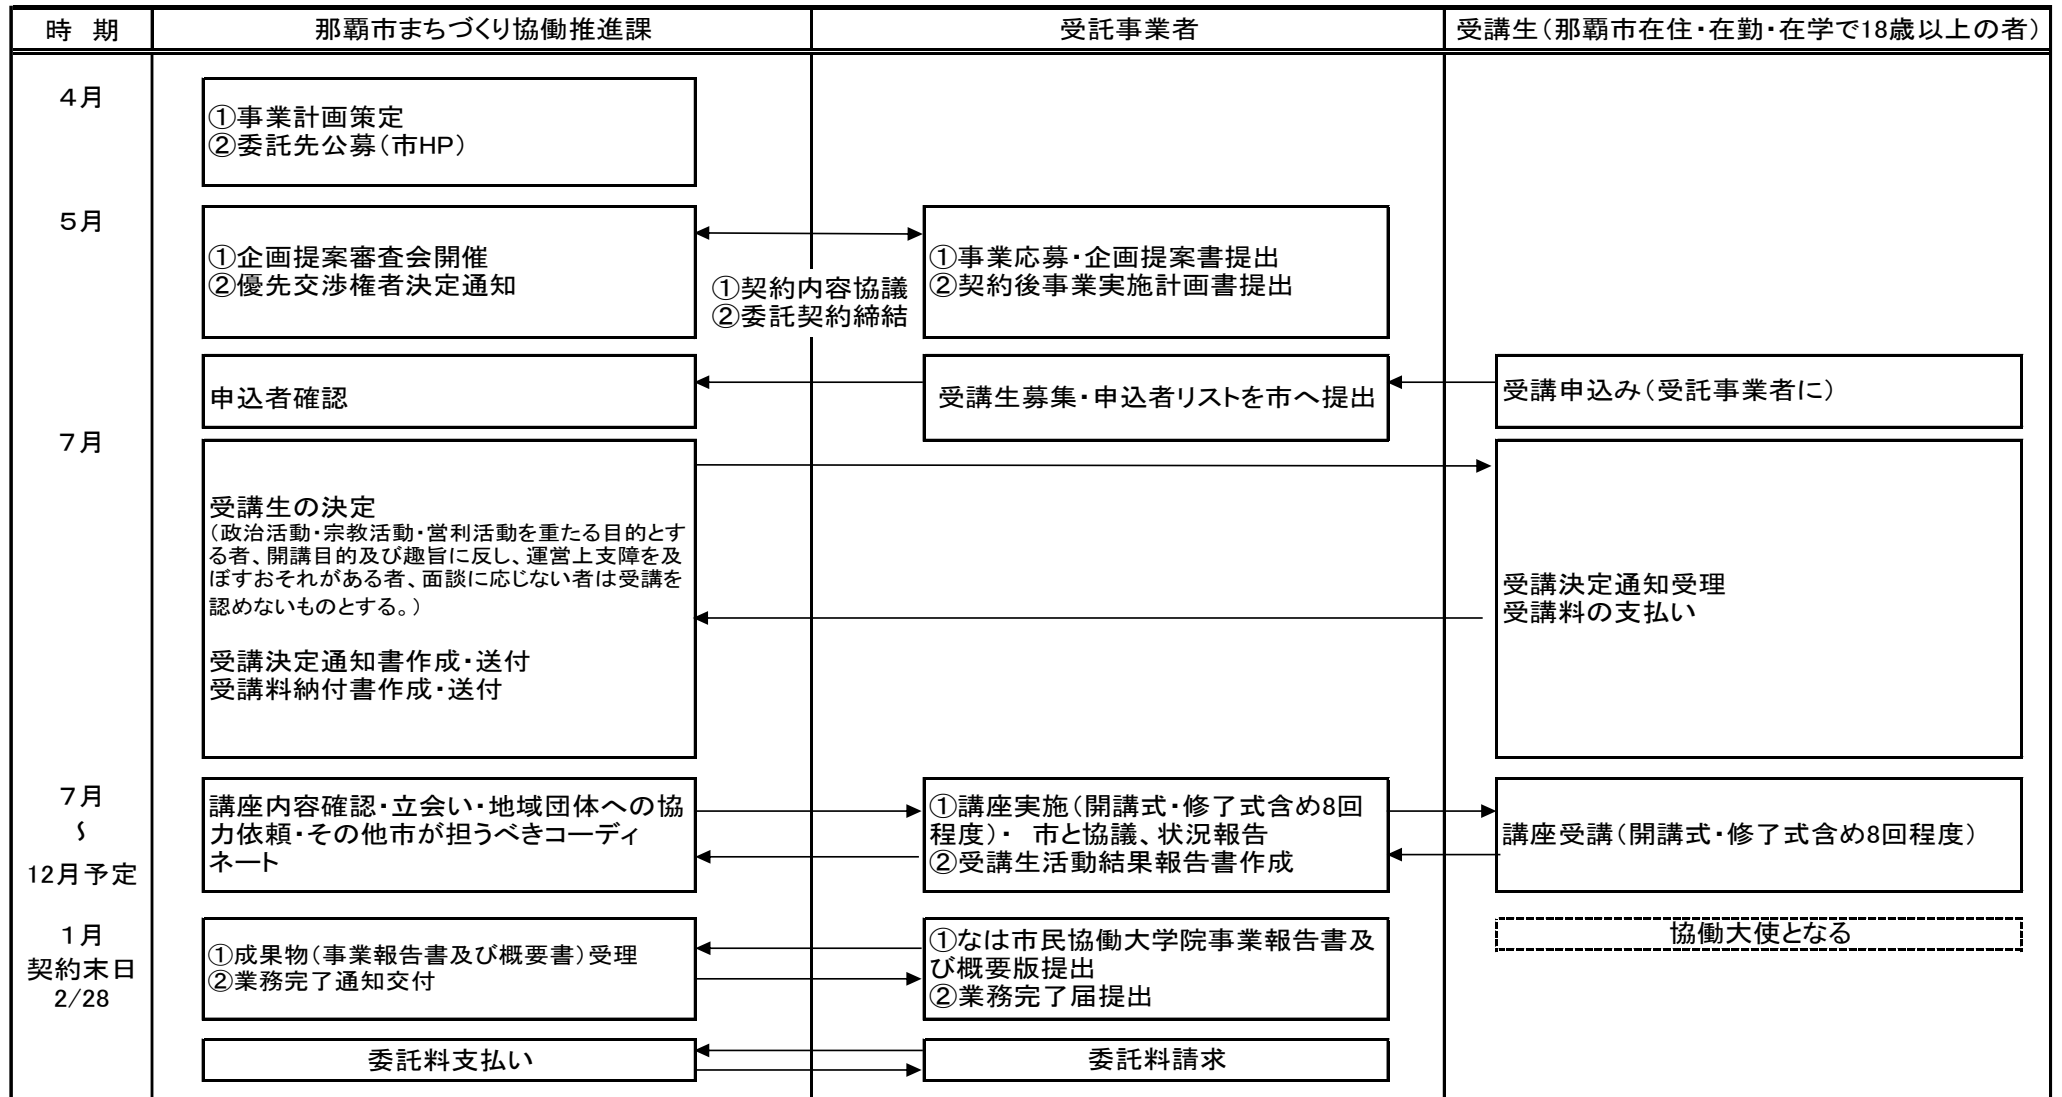 時　期
那覇市まちづくり協働推進課
受託事業者
受講生（那覇市在住・在勤・在学で18歳以上の者）
４月
①事業計画策定
②委託先公募（市HP）
５月
①企画提案審査会開催
②優先交渉権者決定通知
①契約内容協議
②委託契約締結
①事業応募・企画提案書提出
②契約後事業実施計画書提出
申込者確認
受講生募集・申込者リストを市へ提出
受講申込み（受託事業者に）
７月
受講生の決定
（政治活動・宗教活動・営利活動を重たる目的とす
る者、開講目的及び趣旨に反し、運営上支障を及
ぼすおそれがある者、面談に応じない者は受講を
認めないものとする。）
受講決定通知書作成・送付
受講料納付書作成・送付
受講決定通知受理
受講料の支払い
７月
～
12月予定
講座内容確認・立会い・地域団体への協
力依頼・その他市が担うべきコーディ
ネート
①講座実施（開講式・修了式含め8回
程度）・　市と協議、状況報告
②受講生活動結果報告書作成
講座受講（開講式・修了式含め8回程度）
１月
契約末日
2/28
①成果物（事業報告書及び概要書）受理
②業務完了通知交付
①なは市民協働大学院事業報告書及
び概要版提出
②業務完了届提出
協働大使となる
委託料支払い
委託料請求